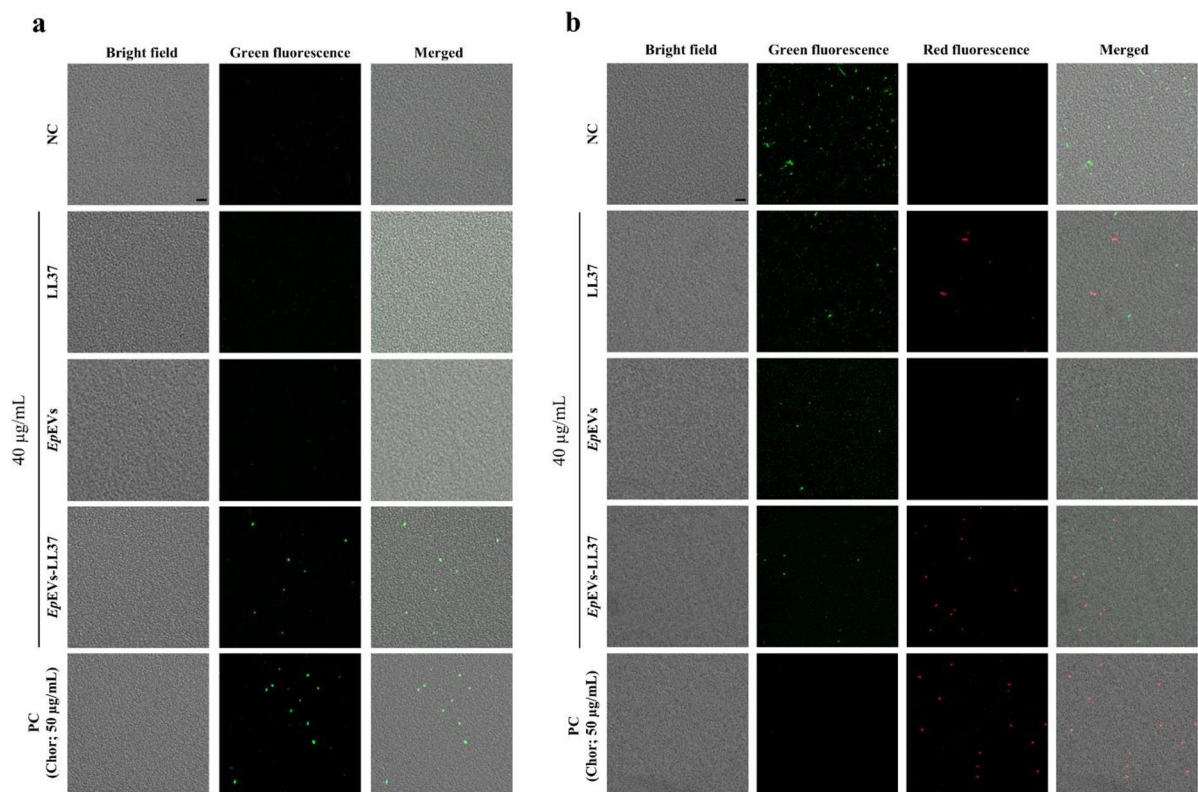 a
Bright field Green fluorescence Merged
NC
40 µg/mL
LL37
EpEVs
EpEVs-LL37
PC
(Chor; 50 µg/mL)
b
Bright field Green fluorescence Red fluorescence Merged
NC
40 µg/mL
LL37
EpEVs
EpEVs-LL37
PC
(Chor; 50 µg/mL)